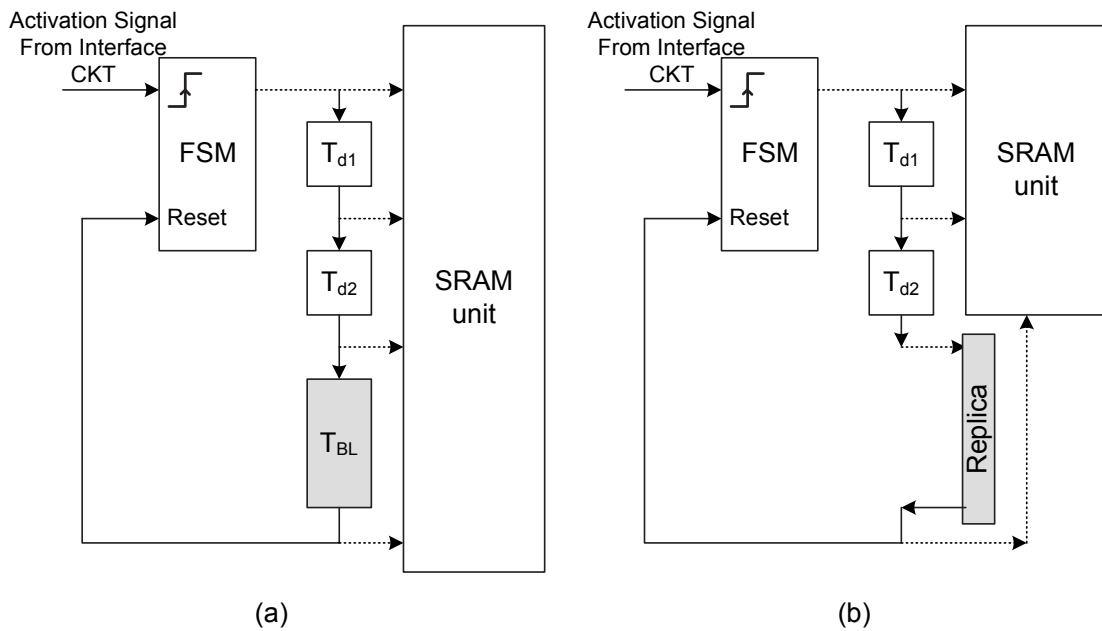 Activation Signal
From Interface
CKT
FSM
Reset
Td1
Td2
TBL
SRAM
unit
(a)
Activation Signal
From Interface
CKT
FSM
Reset
Td1
Td2
SRAM
unit
Replica
(b)